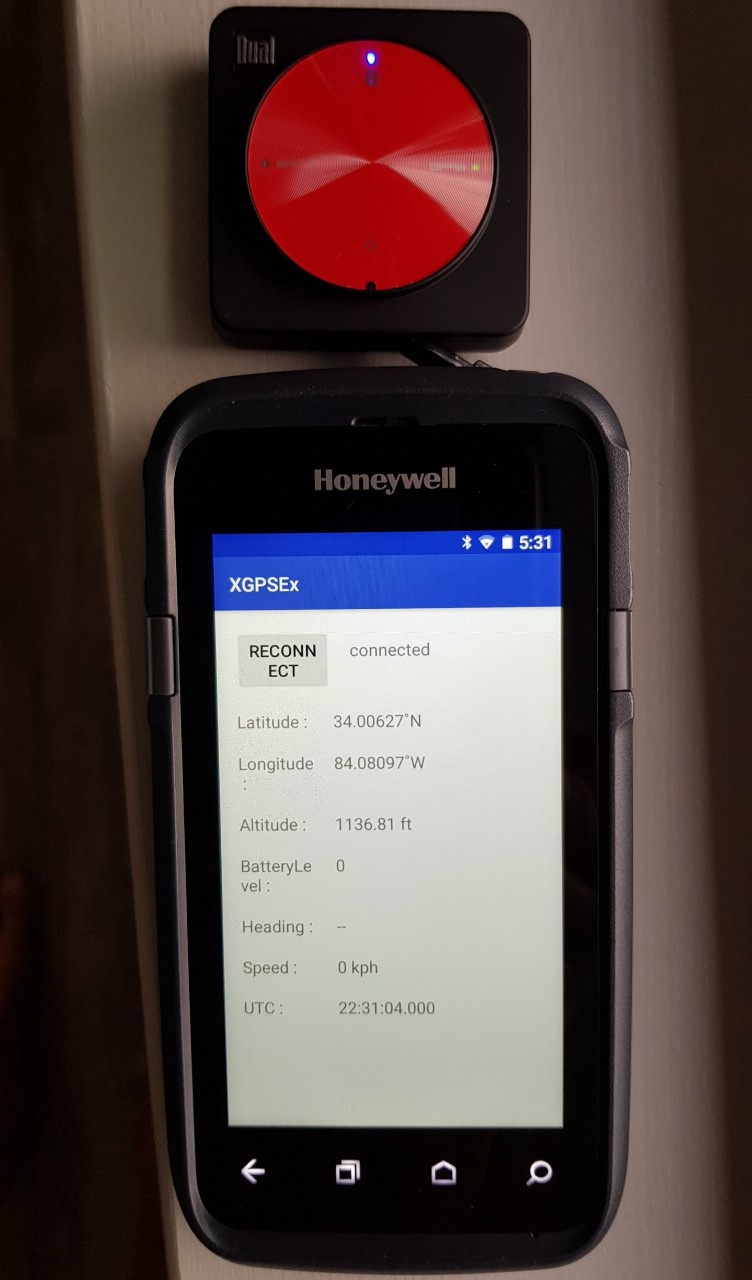 Dual
Honeywell
5:31
XGPSEx
RECONN
ECT
connected
Latitude :
34.00627°N
Longitude
:
84.08097°W
Altitude :
1136.81 ft
BatteryLe
vel :
0
Heading :
--
Speed :
0 kph
UTC :
22:31:04.000